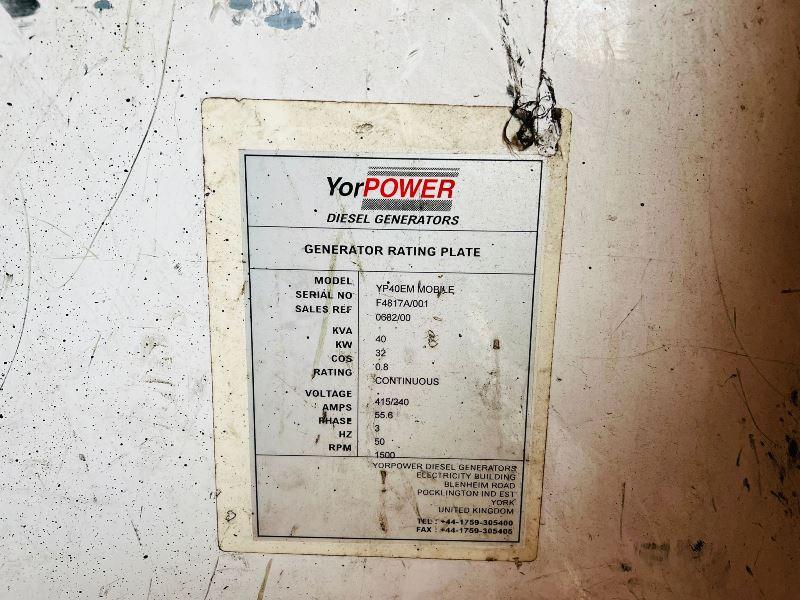 YorPOWER
DIESEL GENERATORS
GENERATOR RATING PLATE
MODEL YP40EM MOBILE
SERIAL NO F4817A/001
SALES REF 0682/00
KVA 40
KW 32
COS 0.8
RATING CONTINUOUS
VOLTAGE 415/240
AMPS 55.6
PHASE 3
HZ 50
RPM 1500
YORPOWER DIESEL GENERATORS
ELECTRICITY BUILDING
BLENHEIM ROAD
POCKLINGTON IND EST
YORK
UNITED KINGDOM
TEL : +44-1759-305400
FAX : +44-1759-305405